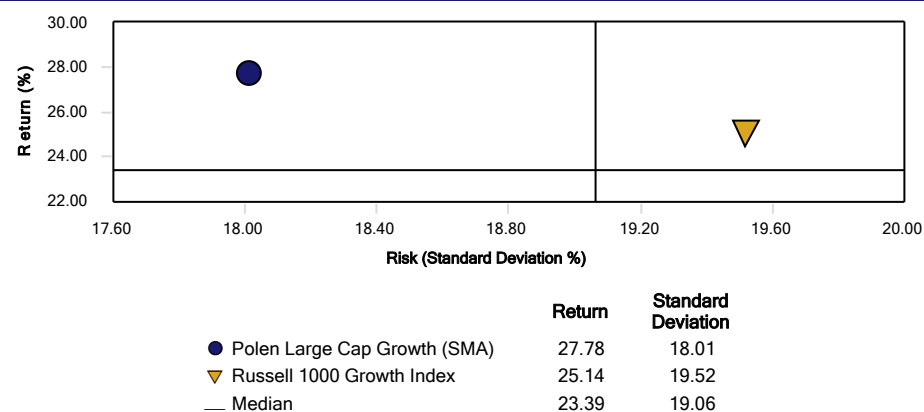 30.00
28.00
26.00
24.00
22.00
Return (%)
17.60 18.00 18.40 18.80 19.20 19.60 20.00
Risk (Standard Deviation %)
Return Standard Deviation
Polen Large Cap Growth (SMA) 27.78 18.01
Russell 1000 Growth Index 25.14 19.52
Median 23.39 19.06